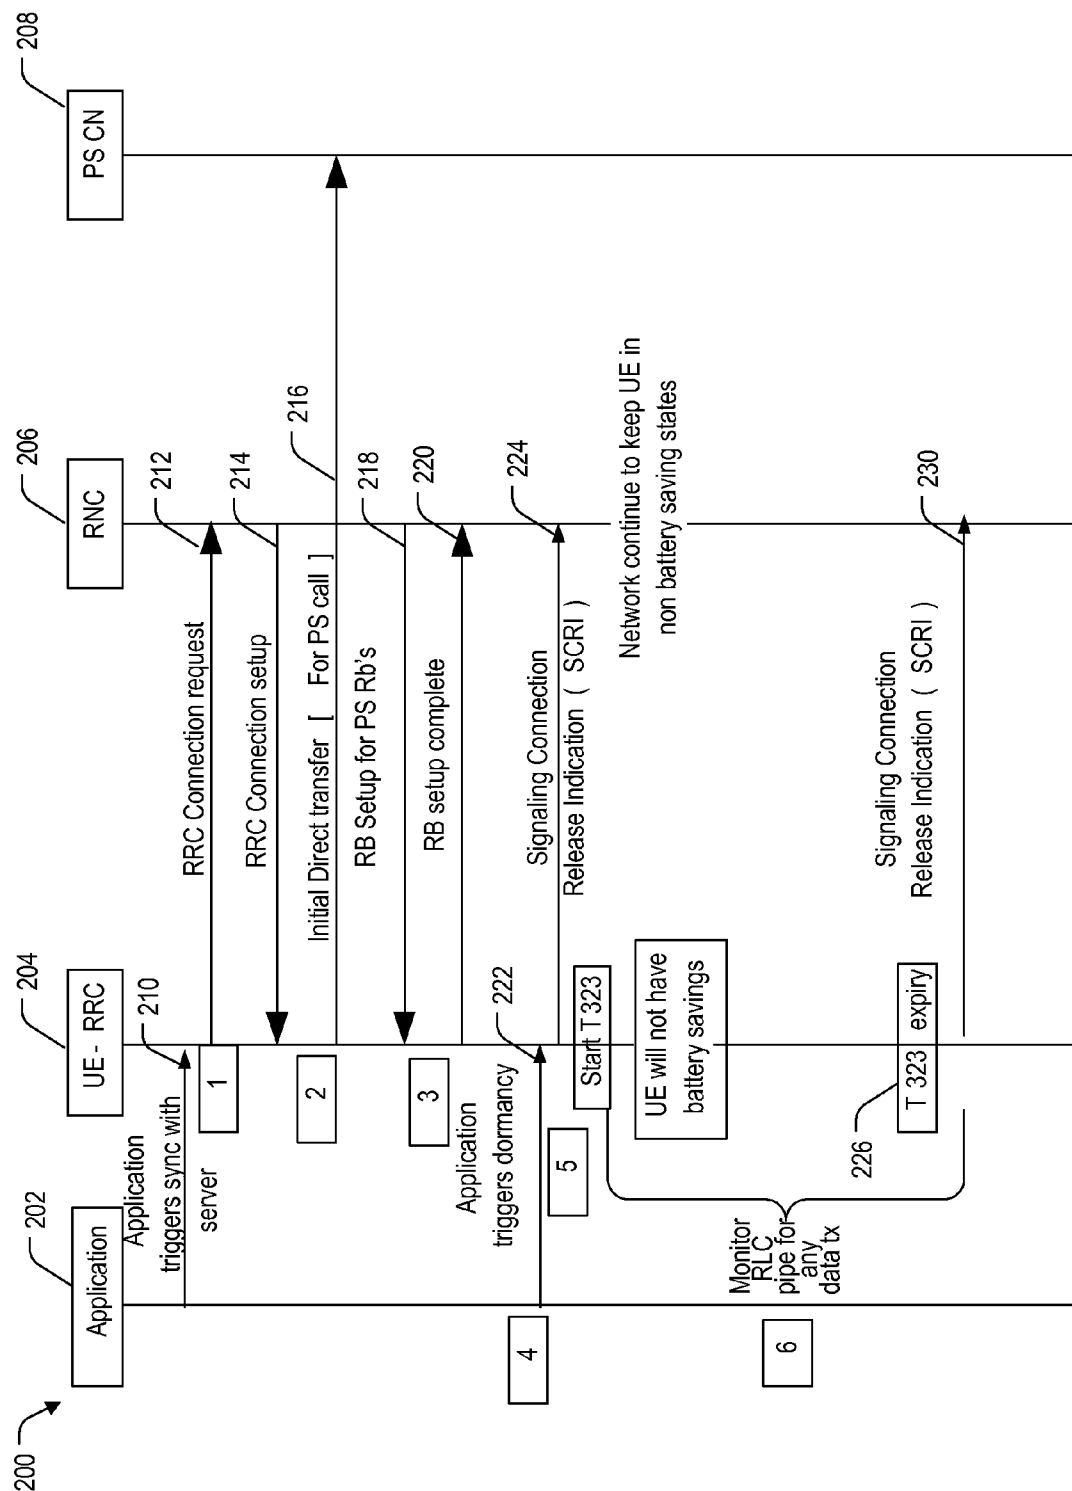 200
202
204
206
208
Application
UE - RRC
RNC
PS CN
Application
triggers sync with
server
210
1
RRC Connection request
212
RRC Connection setup
214
2
Initial Direct transfer [ For PS call ]
216
RB Setup for PS Rb's
218
3
RB setup complete
220
Application
triggers dormancy
222
4
Signaling Connection
Release Indication ( SCRI )
224
5
Start T323
UE will not have
battery savings
Network continue to keep UE in
non battery saving states
Monitor
RLC
pipe for
any
data tx
6
226
T 323 expiry
Signaling Connection
Release Indication ( SCRI )
230